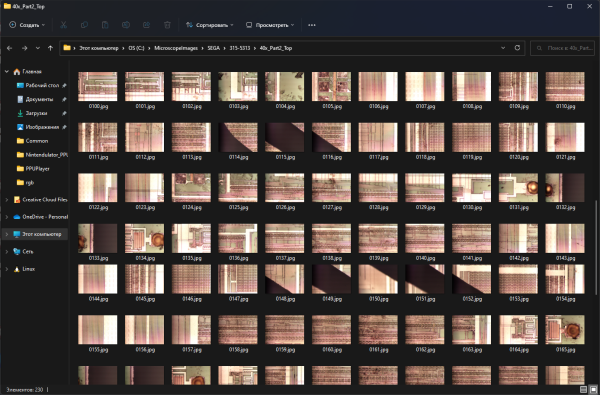 40x_Part2_Top
Создать
Сортировать
Просмотреть
Этот компьютер > OS (C:) > MicroscopeImages > SEGA > 315-5313 > 40x_Part2_Top
Поиск в 40x_Part...
Главная
Рабочий стол
Документы
Загрузки
Изображения
Common
Nintendulator_PPU
PPUPlayer
rgb
Creative Cloud Files
OneDrive - Personal
Этот компьютер
Сеть
Linux
0100.jpg 0101.jpg 0102.jpg 0103.jpg 0104.jpg 0105.jpg 0106.jpg 0107.jpg 0108.jpg 0109.jpg 0110.jpg
0111.jpg 0112.jpg 0113.jpg 0114.jpg 0115.jpg 0116.jpg 0117.jpg 0118.jpg 0119.jpg 0120.jpg 0121.jpg
0122.jpg 0123.jpg 0124.jpg 0125.jpg 0126.jpg 0127.jpg 0128.jpg 0129.jpg 0130.jpg 0131.jpg 0132.jpg
0133.jpg 0134.jpg 0135.jpg 0136.jpg 0137.jpg 0138.jpg 0139.jpg 0140.jpg 0141.jpg 0142.jpg 0143.jpg
0144.jpg 0145.jpg 0146.jpg 0147.jpg 0148.jpg 0149.jpg 0150.jpg 0151.jpg 0152.jpg 0153.jpg 0154.jpg
0155.jpg 0156.jpg 0157.jpg 0158.jpg 0159.jpg 0160.jpg 0161.jpg 0162.jpg 0163.jpg 0164.jpg 0165.jpg
Элементов: 230